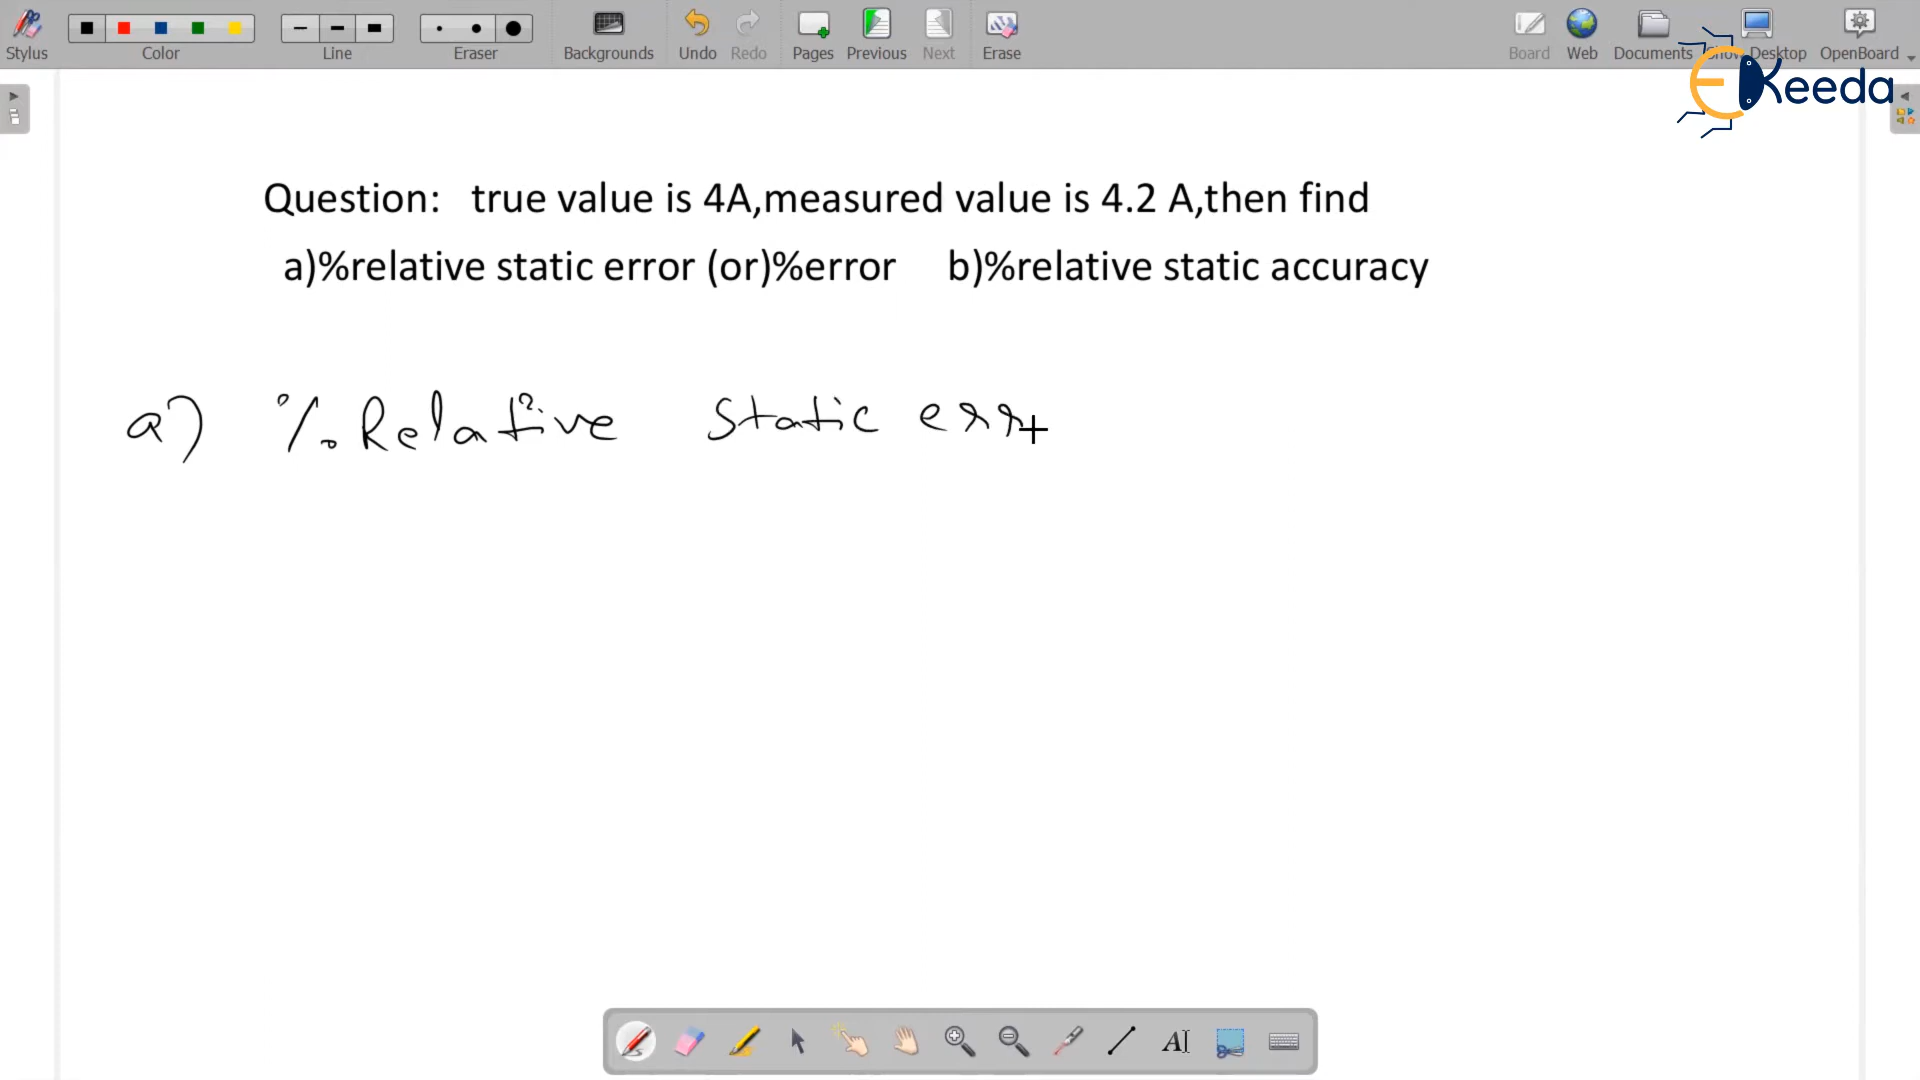 Stylus Color Line Eraser Backgrounds Undo Redo Pages Previous Next Erase Board Web Documents Show Desktop OpenBoard
EKeeda
Question: true value is 4A,measured value is 4.2 A,then find
a)%relative static error (or)%error b)%relative static accuracy
a) % Relative static err